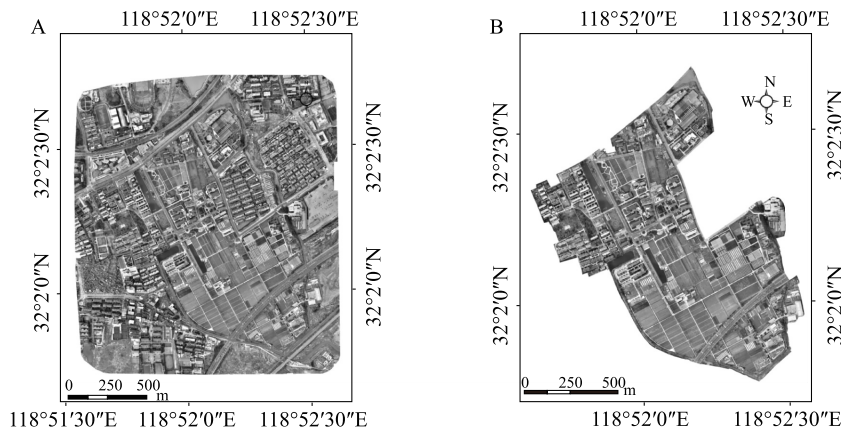 A
118°52′0″E
118°52′30″E
32°2′30″N
32°2′0″N
32°2′30″N
32°2′0″N
0 250 500 m
118°51′30″E
118°52′0″E
118°52′30″E
B
118°52′0″E
118°52′30″E
N
W E
S
32°2′30″N
32°2′0″N
32°2′30″N
32°2′0″N
0 250 500 m
118°52′0″E
118°52′30″E